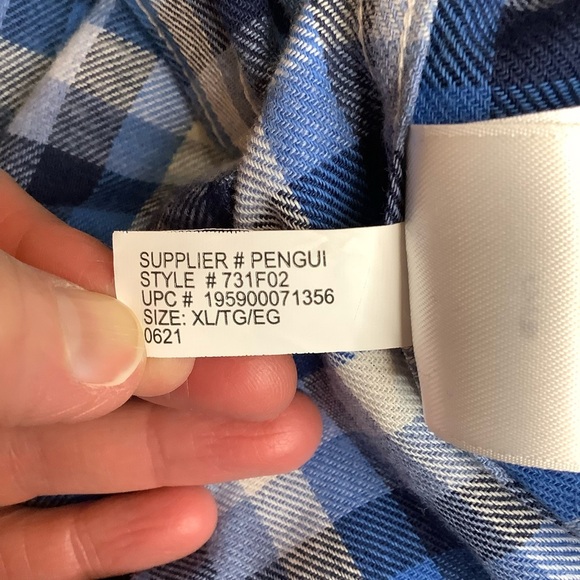 SUPPLIER # PENGUI
STYLE # 731F02
UPC # 195900071356
SIZE: XL/TG/EG
0621